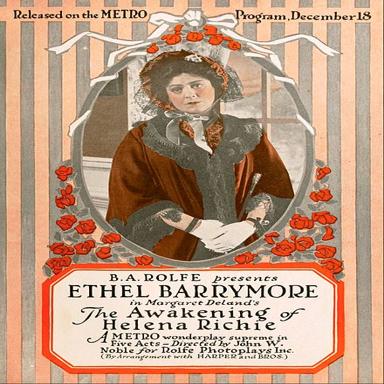 Released on the METRO Program, December 18
B. A. ROLFE presents
ETHEL BARRYMORE
in Margaret Deland's
The Awakening of
Helena Richie
A METRO wonderplay supreme in
Five Acts - Directed by John W.
Noble for Rolfe Photoplays Inc.
(By Arrangement with HARPER and BROS.)